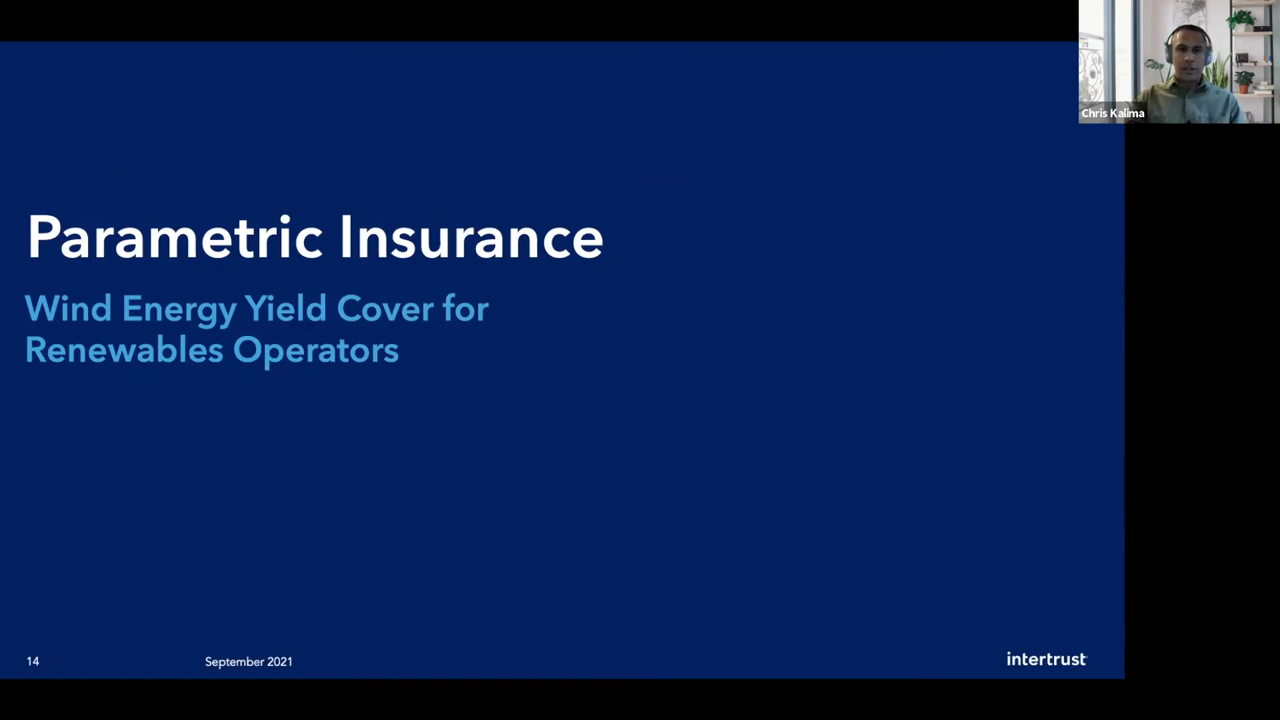 Chris Kalima
Parametric Insurance
Wind Energy Yield Cover for
Renewables Operators
14
September 2021
intertrust